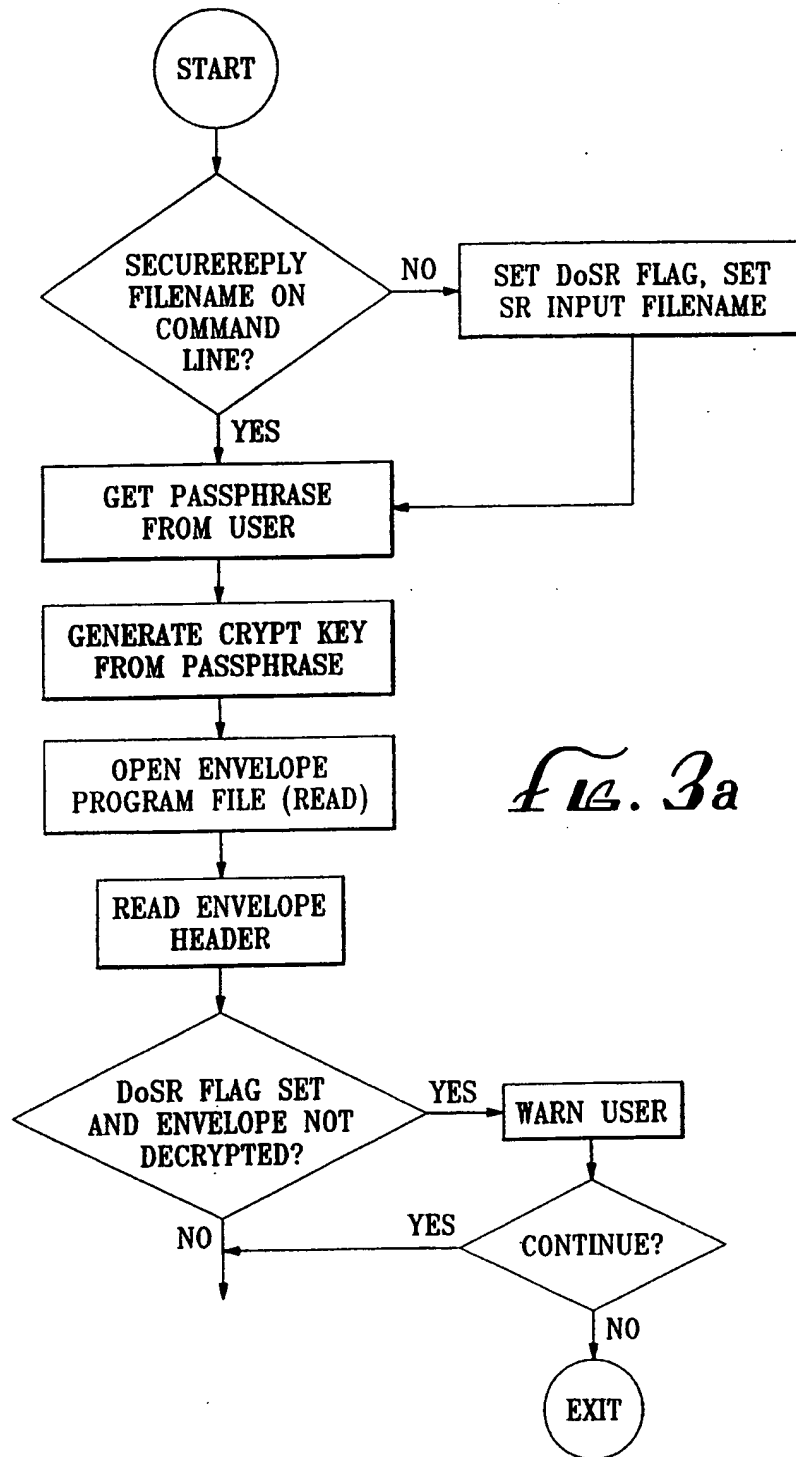 START
SECUREREPLY
FILENAME ON
COMMAND
LINE?
NO
SET DoSR FLAG, SET
SR INPUT FILENAME
YES
GET PASSPHRASE
FROM USER
GENERATE CRYPT KEY
FROM PASSPHRASE
OPEN ENVELOPE
PROGRAM FILE (READ)
FIG. 3a
READ ENVELOPE
HEADER
DoSR FLAG SET
AND ENVELOPE NOT
DECRYPTED?
YES
WARN USER
NO
YES
CONTINUE?
NO
EXIT